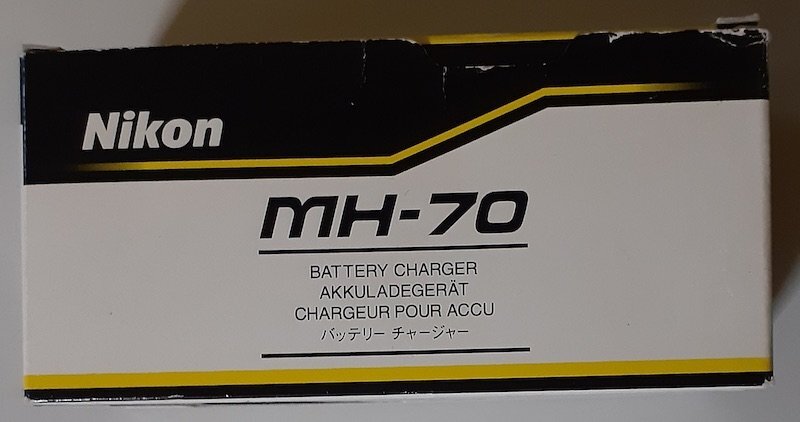 Nikon
MH-70
BATTERY CHARGER
AKKULADEGERÄT
CHARGEUR POUR ACCU
バッテリー チャージャー